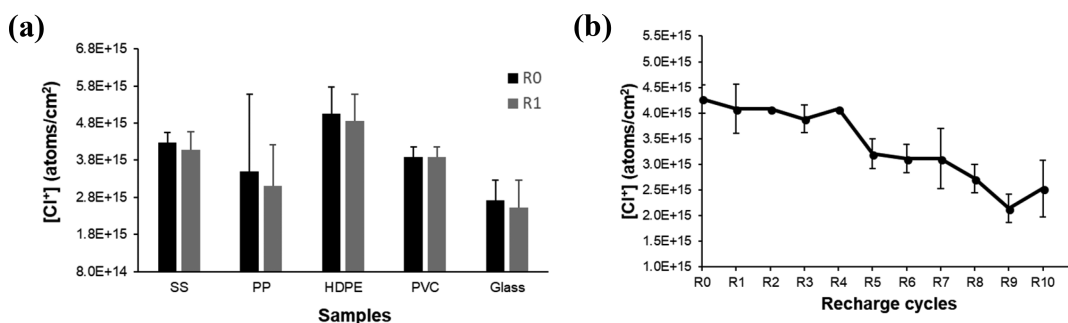 (a)
[Cl⁺] (atoms/cm²)
6.8E+15
5.8E+15
4.8E+15
3.8E+15
2.8E+15
1.8E+15
8.0E+14
R0
R1
SS PP HDPE PVC Glass
Samples
(b)
[Cl⁺] (atoms/cm²)
5.5E+15
5.0E+15
4.5E+15
4.0E+15
3.5E+15
3.0E+15
2.5E+15
2.0E+15
1.5E+15
1.0E+15
R0 R1 R2 R3 R4 R5 R6 R7 R8 R9 R10
Recharge cycles